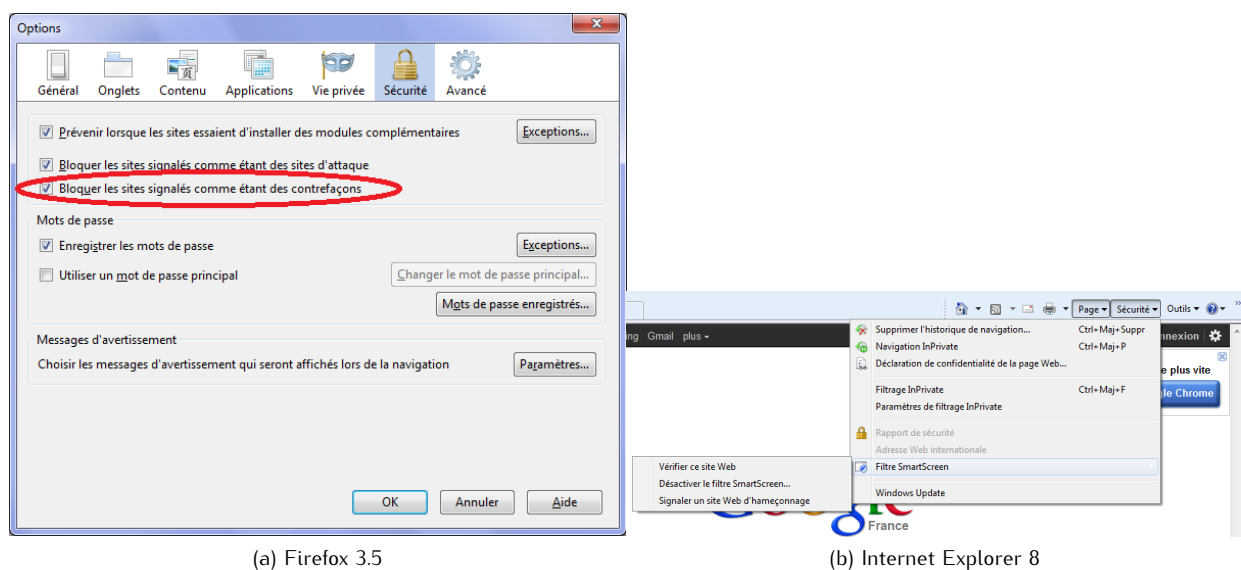 Options
Général Onglets Contenu Applications Vie privée Sécurité Avancé
Prévenir lorsque les sites essaient d'installer des modules complémentaires Exceptions...
Bloquer les sites signalés comme étant des sites d'attaque
Bloquer les sites signalés comme étant des contrefaçons
Mots de passe
Enregistrer les mots de passe Exceptions...
Utiliser un mot de passe principal Changer le mot de passe principal...
Mots de passe enregistrés...
Messages d'avertissement
Choisir les messages d'avertissement qui seront affichés lors de la navigation Paramètres...
OK Annuler Aide
(a) Firefox 3.5
Page Sécurité Outils
Gmail plus
Supprimer l'historique de navigation... Ctrl+Maj+Suppr
Navigation InPrivate Ctrl+Maj+P
Déclaration de confidentialité de la page Web...
Filtrage InPrivate Ctrl+Maj+F
Paramètres de filtrage InPrivate
Rapport de sécurité
Adresse Web internationale
Filtre SmartScreen
Windows Update
plus vite
Chrome
Vérifier ce site Web
Désactiver le filtre SmartScreen...
Signaler un site Web d'hameçonnage
France
(b) Internet Explorer 8